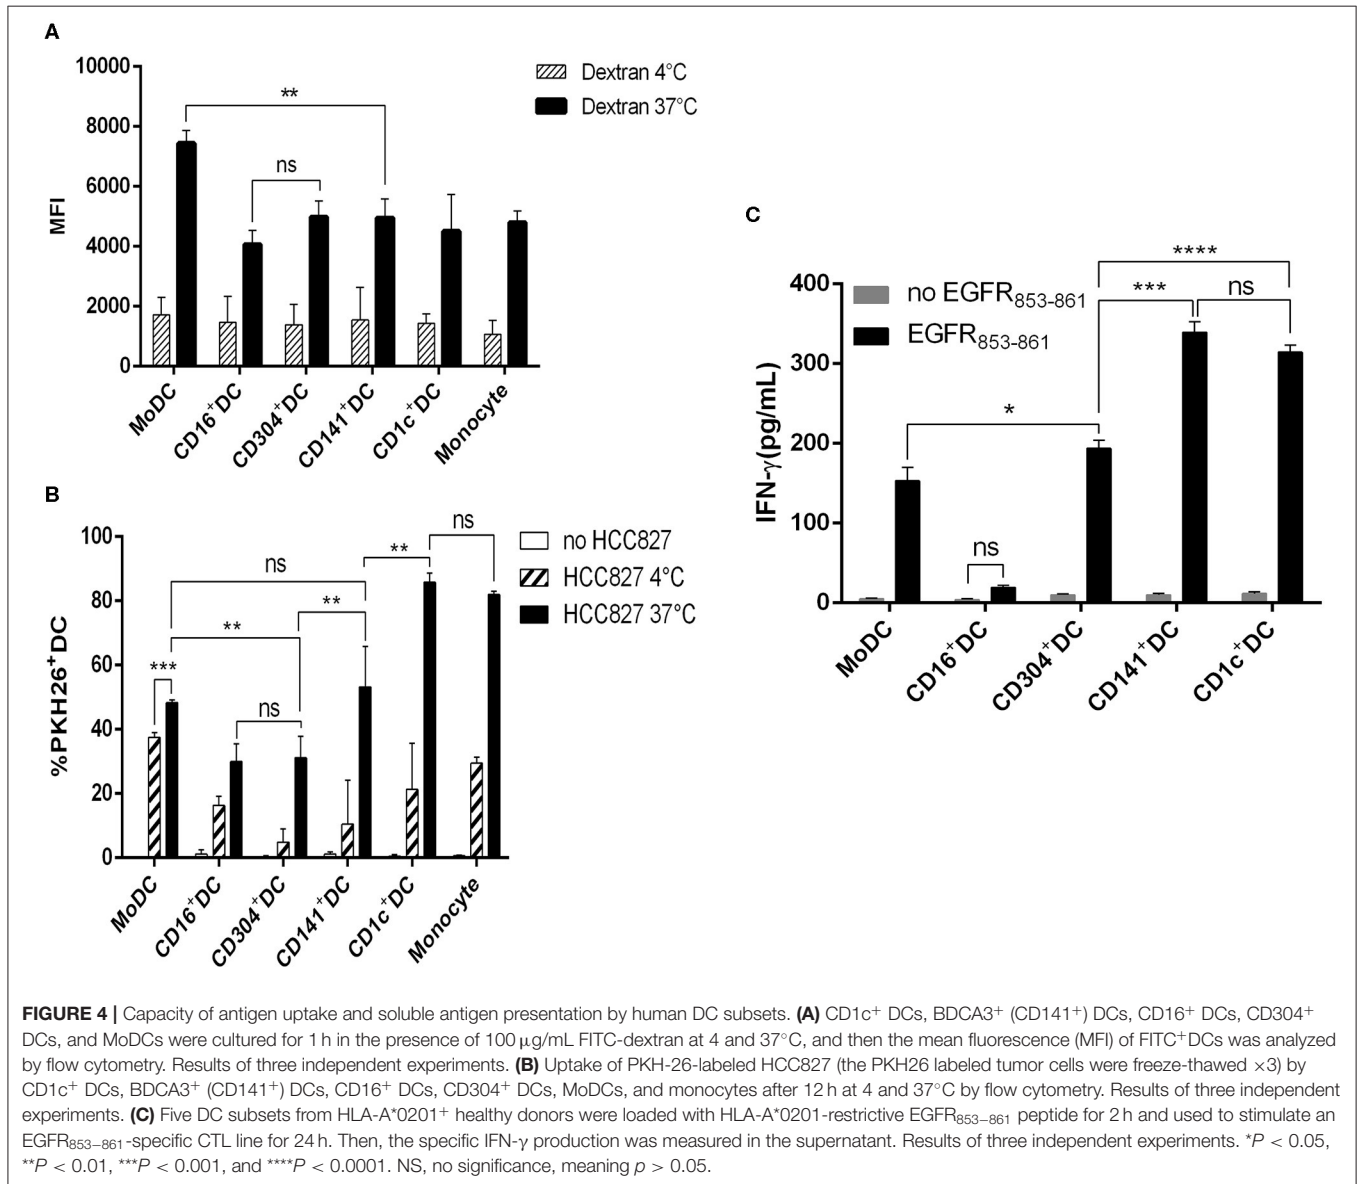 A
10000
8000
6000
4000
2000
0
MFI
Dextran 4°C
Dextran 37°C
**
ns
MoDC
CD16⁺DC
CD304⁺DC
CD141⁺DC
CD1c⁺DC
Monocyte
B
100
80
60
40
20
0
%PKH26⁺DC
no HCC827
HCC827 4°C
HCC827 37°C
ns
**
ns
**
**
***
ns
MoDC
CD16⁺DC
CD304⁺DC
CD141⁺DC
CD1c⁺DC
Monocyte
C
400
300
200
100
0
IFN-γ(pg/mL)
no EGFR₈₅₃₋₈₆₁
EGFR₈₅₃₋₈₆₁
****
***
ns
*
ns
MoDC
CD16⁺DC
CD304⁺DC
CD141⁺DC
CD1c⁺DC
FIGURE 4 | Capacity of antigen uptake and soluble antigen presentation by human DC subsets. (A) CD1c⁺ DCs, BDCA3⁺ (CD141⁺) DCs, CD16⁺ DCs, CD304⁺
DCs, and MoDCs were cultured for 1 h in the presence of 100 μg/mL FITC-dextran at 4 and 37°C, and then the mean fluorescence (MFI) of FITC⁺DCs was analyzed
by flow cytometry. Results of three independent experiments. (B) Uptake of PKH-26-labeled HCC827 (the PKH26 labeled tumor cells were freeze-thawed ×3) by
CD1c⁺ DCs, BDCA3⁺ (CD141⁺) DCs, CD16⁺ DCs, CD304⁺ DCs, MoDCs, and monocytes after 12 h at 4 and 37°C by flow cytometry. Results of three independent
experiments. (C) Five DC subsets from HLA-A*0201⁺ healthy donors were loaded with HLA-A*0201-restrictive EGFR₈₅₃₋₈₆₁ peptide for 2 h and used to stimulate an
EGFR₈₅₃₋₈₆₁-specific CTL line for 24 h. Then, the specific IFN-γ production was measured in the supernatant. Results of three independent experiments. *P < 0.05,
**P < 0.01, ***P < 0.001, and ****P < 0.0001. NS, no significance, meaning p > 0.05.